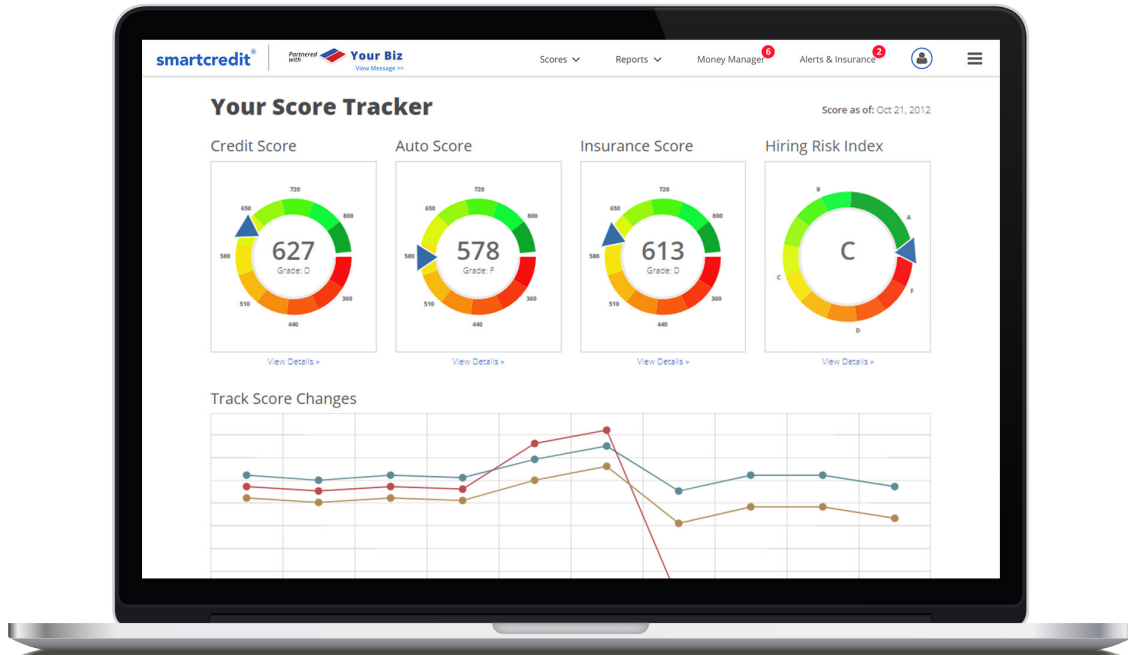 smartcredit®
Partnered with
Your Biz
View Message >>
Scores
Reports
Money Manager
6
Alerts & Insurance
2
Your Score Tracker
Score as of: Oct 21, 2012
Credit Score
Auto Score
Insurance Score
Hiring Risk Index
720
650
800
627
Grade: D
580
510
360
440
720
650
800
578
Grade: F
580
510
360
440
720
650
800
613
Grade: D
580
510
360
440
B
A
C
C
F
D
View Details »
View Details »
View Details »
View Details »
Track Score Changes